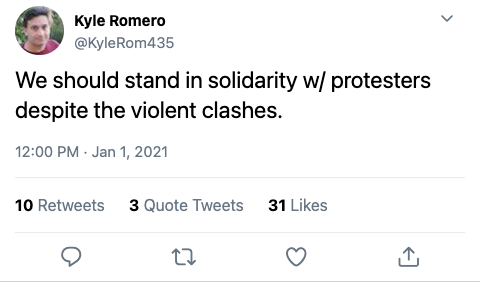 Kyle Romero
@KyleRom435
We should stand in solidarity w/ protesters
despite the violent clashes.
12:00 PM · Jan 1, 2021
10 Retweets 3 Quote Tweets 31 Likes